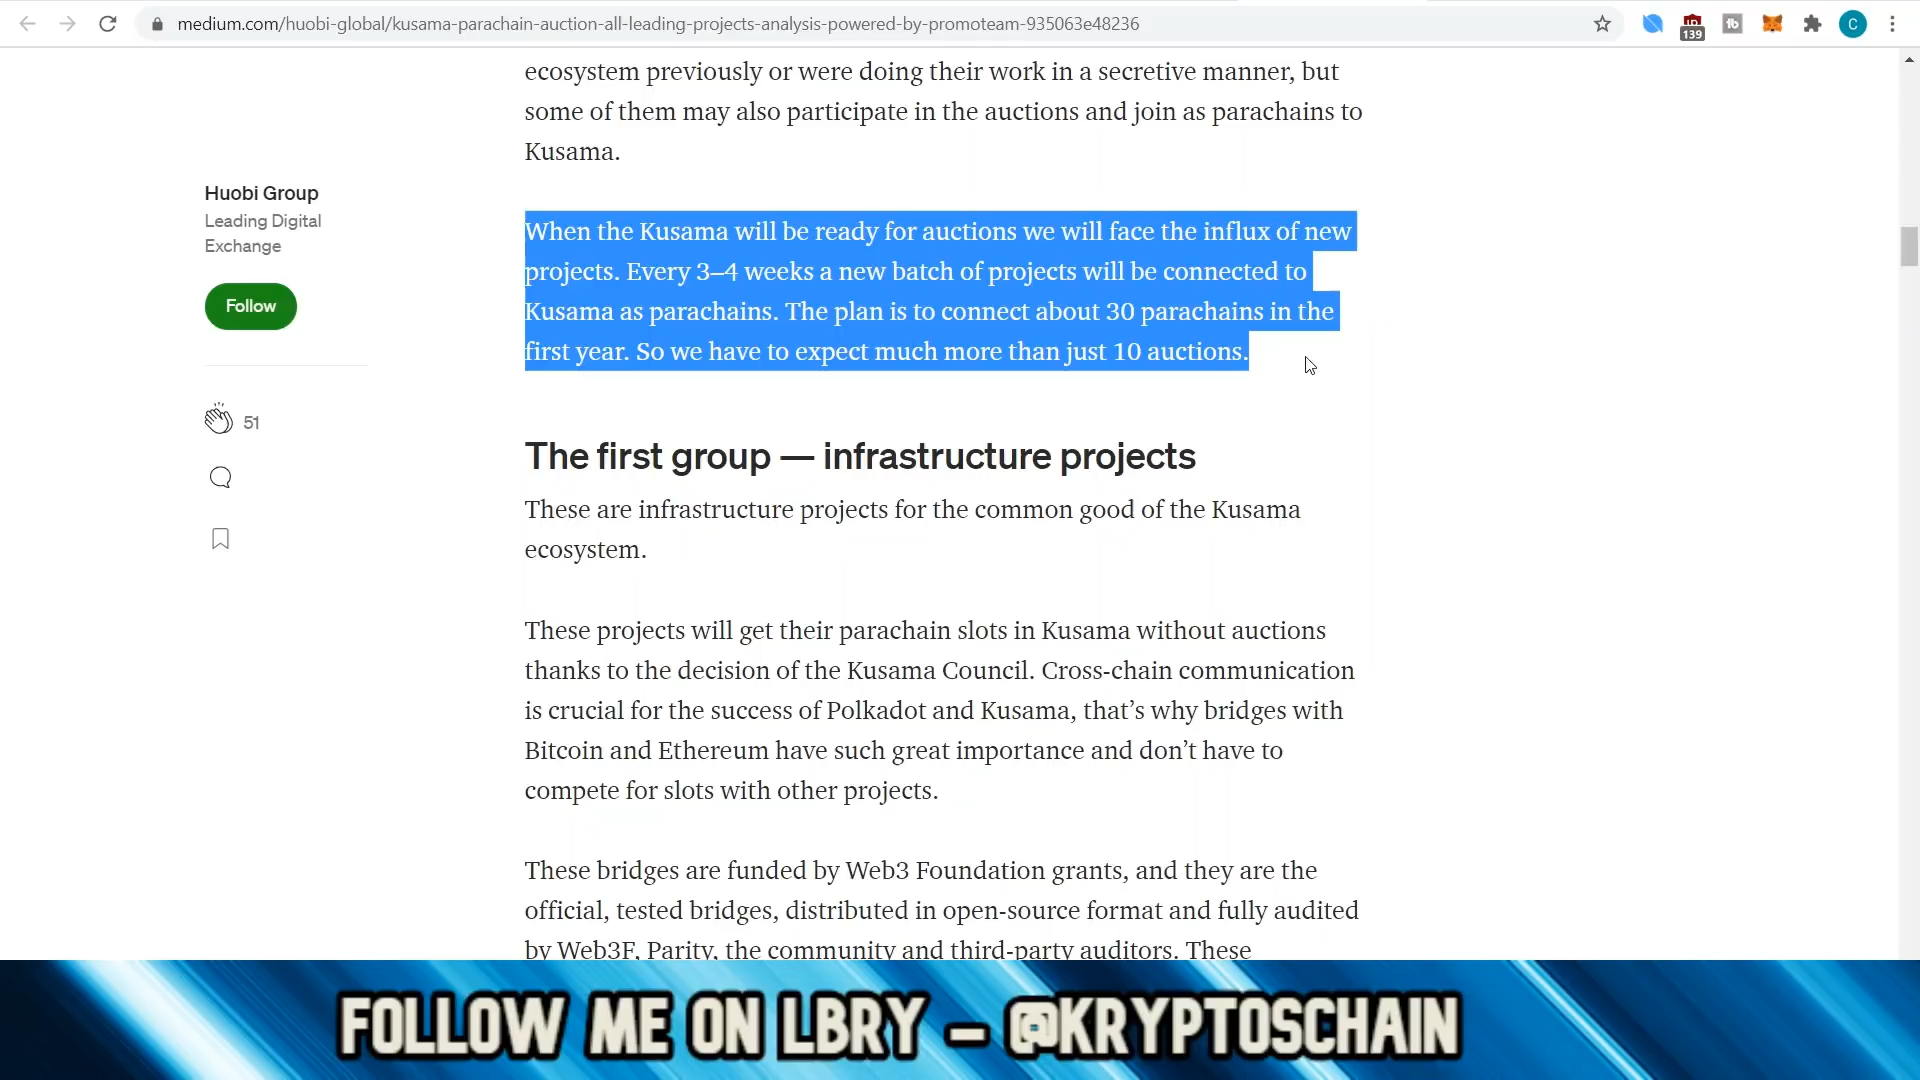 medium.com/huobi-global/kusama-parachain-auction-all-leading-projects-analysis-powered-by-promoteam-935063e48236
139
tb
C
ecosystem previously or were doing their work in a secretive manner, but
some of them may also participate in the auctions and join as parachains to
Kusama.
Huobi Group
Leading Digital
Exchange
Follow
51
When the Kusama will be ready for auctions we will face the influx of new
projects. Every 3–4 weeks a new batch of projects will be connected to
Kusama as parachains. The plan is to connect about 30 parachains in the
first year. So we have to expect much more than just 10 auctions.
The first group — infrastructure projects
These are infrastructure projects for the common good of the Kusama
ecosystem.
These projects will get their parachain slots in Kusama without auctions
thanks to the decision of the Kusama Council. Cross-chain communication
is crucial for the success of Polkadot and Kusama, that’s why bridges with
Bitcoin and Ethereum have such great importance and don’t have to
compete for slots with other projects.
These bridges are funded by Web3 Foundation grants, and they are the
official, tested bridges, distributed in open-source format and fully audited
by Web3F, Parity, the community and third-party auditors. These
FOLLOW ME ON LBRY – @KRYPTOSCHAIN